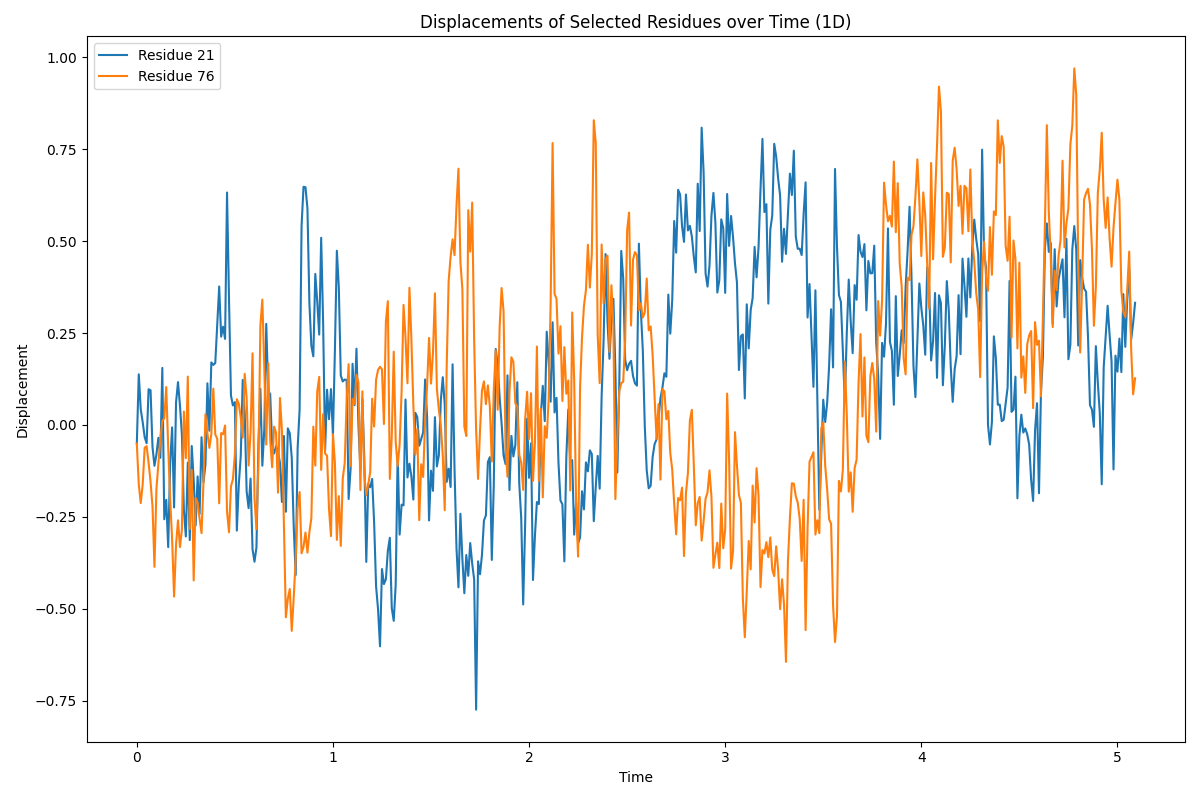 Displacements of Selected Residues over Time (1D)
Residue 21
Residue 76
Displacement
1.00
0.75
0.50
0.25
0.00
−0.25
−0.50
−0.75
0 1 2 3 4 5
Time